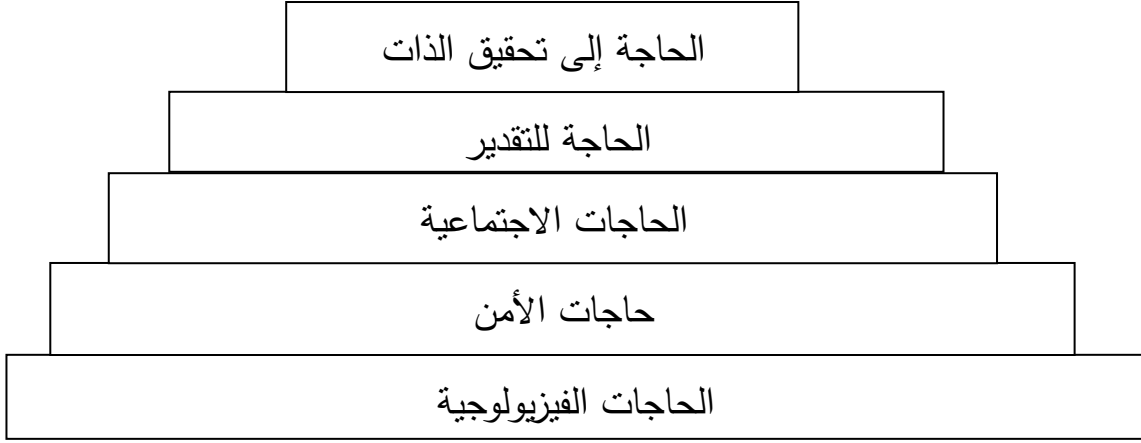 الحاجة إلى تحقيق الذات
الحاجة للتقدير
الحاجات الاجتماعية
حاجات الأمن
الحاجات الفيزيولوجية